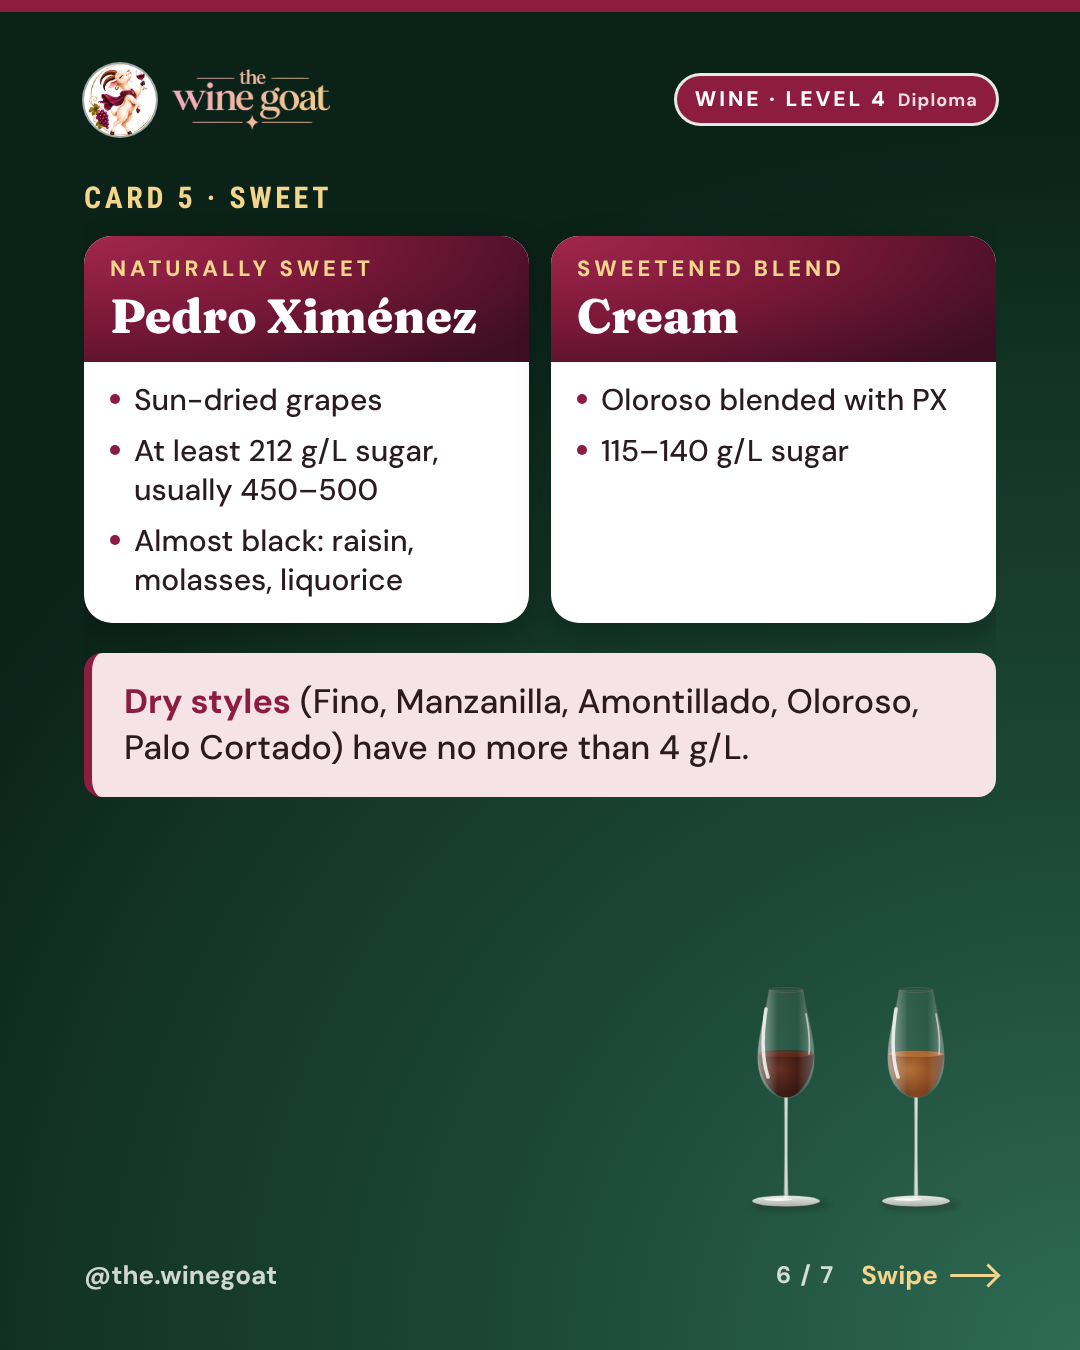 the
wine goat
WINE · LEVEL 4 Diploma
CARD 5 · SWEET
NATURALLY SWEET
Pedro Ximénez
• Sun-dried grapes
• At least 212 g/L sugar,
usually 450–500
• Almost black: raisin,
molasses, liquorice
SWEETENED BLEND
Cream
• Oloroso blended with PX
• 115–140 g/L sugar
Dry styles (Fino, Manzanilla, Amontillado, Oloroso,
Palo Cortado) have no more than 4 g/L.
@the.winegoat
6 / 7 Swipe